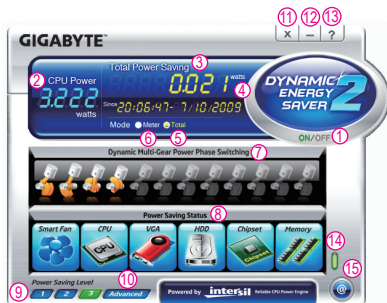 ⑪ ⑫ ⑬
X – ?
GIGABYTE™
Total Power Saving ③
② CPU Power
0.021 watts
④
3.222
watts
Since 20:06:47- 7/10/2009
Mode Meter Total
⑥ ⑤
DYNAMIC
ENERGY
SAVER 2
ON/OFF ①
Dynamic Multi-Gear Power Phase Switching ⑦
Power Saving Status ⑧
Smart Fan CPU VGA HDD Chipset Memory
CPU
Chipset
⑭
⑩ ⑮
Power Saving Level
⑨ 1 2 3 Advanced
Powered by intersil Reliable CPU Power Engine
@